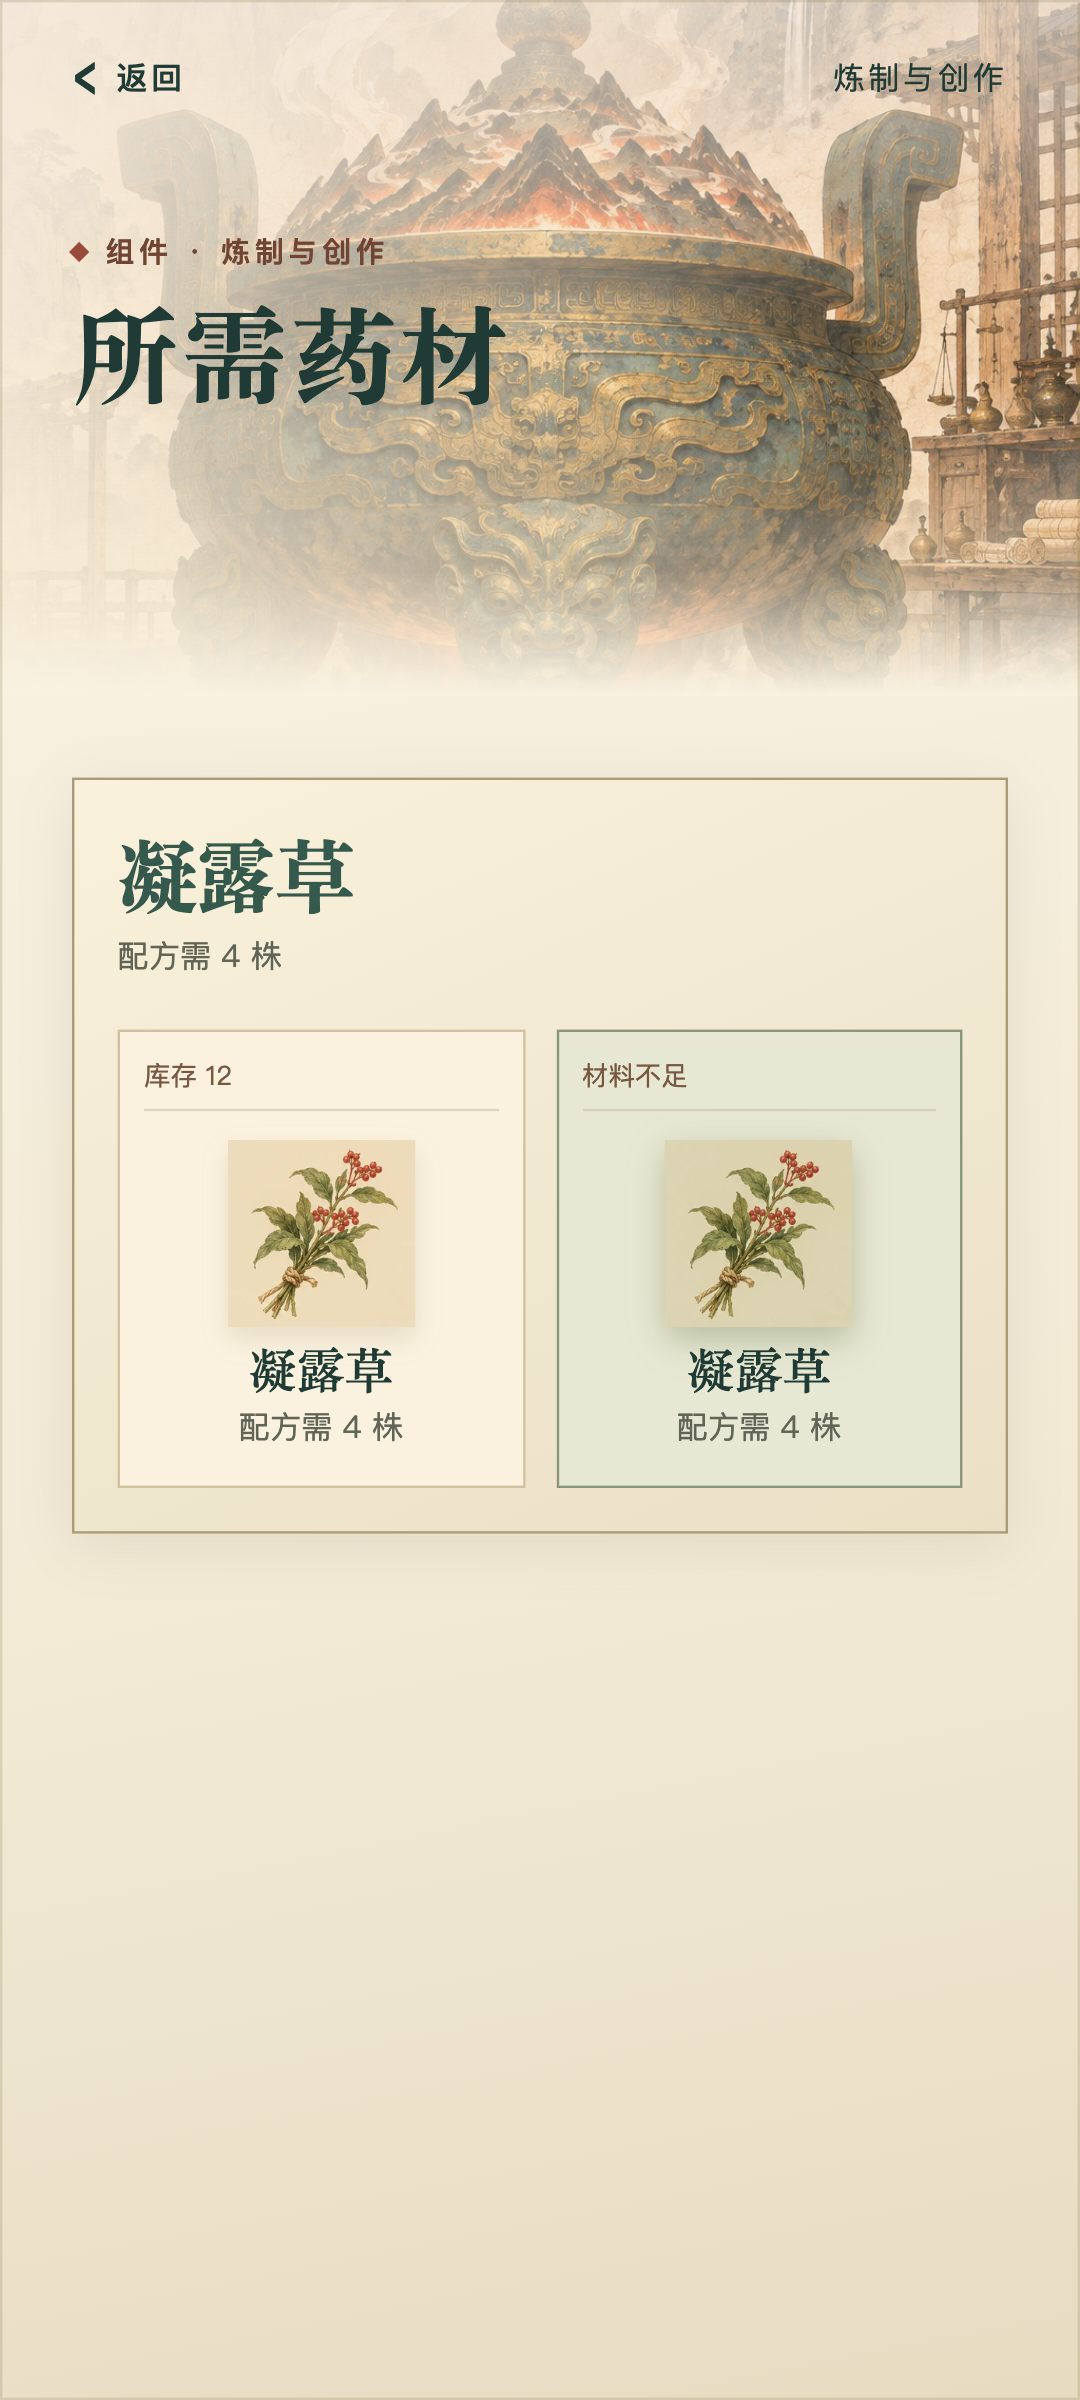 返回
炼制与创作
组件 · 炼制与创作
所需药材
凝露草
配方需 4 株
库存 12
凝露草
配方需 4 株
材料不足
凝露草
配方需 4 株